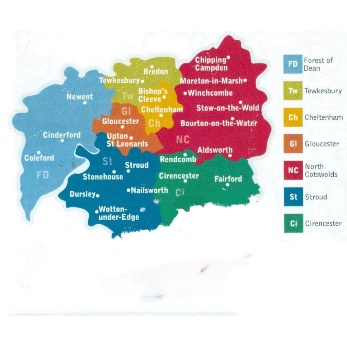 Chipping
Campden
Bredon
Tewkesbury
Moreton-in-Marsh
Bishop's
Cleeve
Winchcombe
Newent
Tw
Stow-on-the-Wold
Gl
Cheltenham
Gloucester
Ch
Bourton-on-the-Water
Cinderford
Upton
St Leonards
NC
Coleford
Aldsworth
St
Rendcomb
FD
Stroud
Stonehouse
Cirencester
Fairford
Nailsworth
Ci
Dursley
Wotton-
under-Edge
FD
Forest of
Dean
Tw
Tewkesbury
Ch
Cheltenham
Gl
Gloucester
NC
North
Cotswolds
St
Stroud
Ci
Cirencester